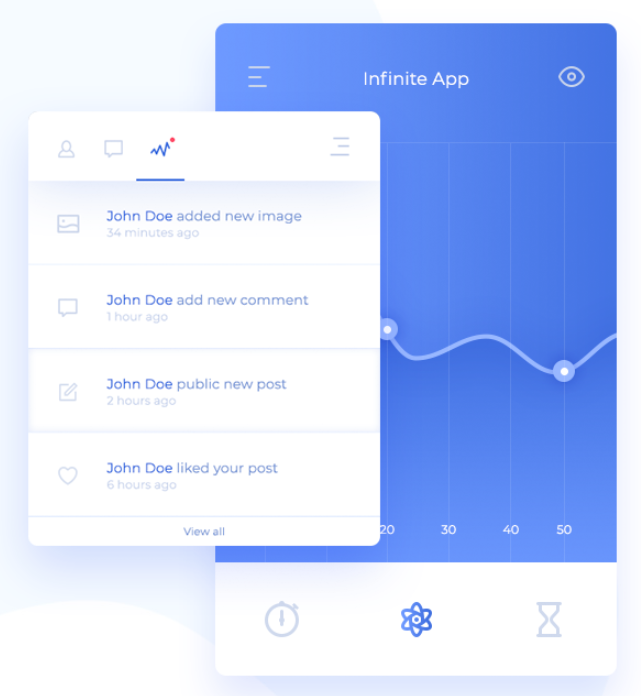 Infinite App
John Doe added new image
34 minutes ago
John Doe add new comment
1 hour ago
John Doe public new post
2 hours ago
John Doe liked your post
6 hours ago
View all
20 30 40 50